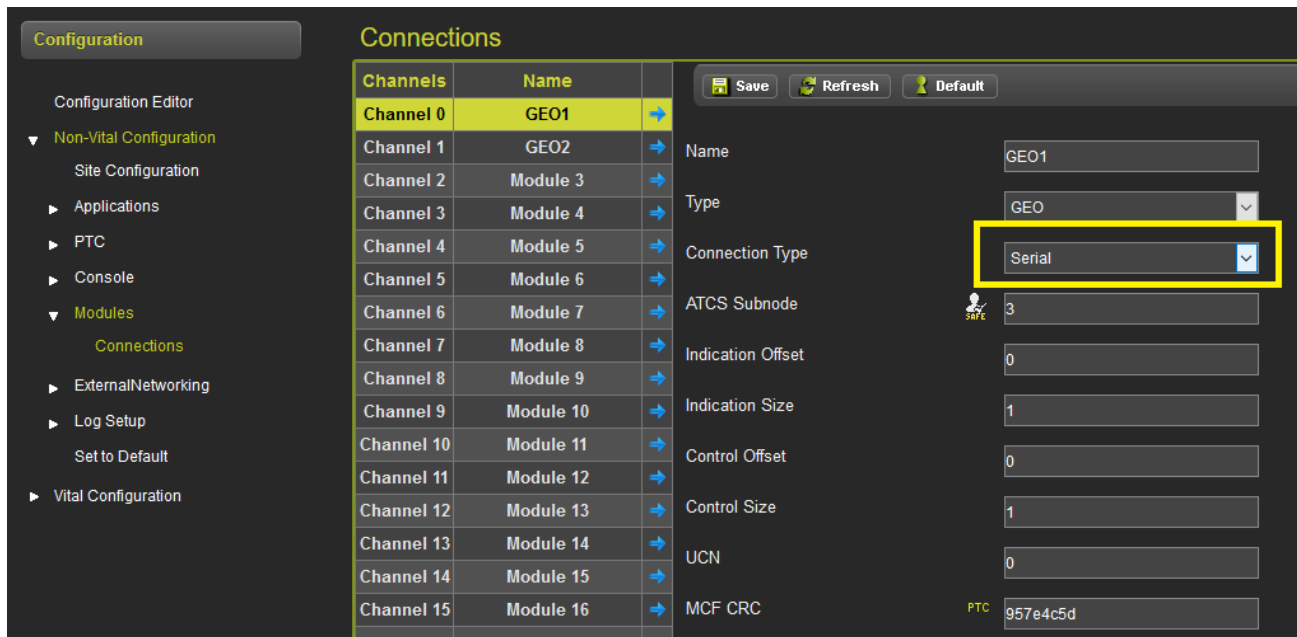 Configuration
Configuration Editor
Non-Vital Configuration
Site Configuration
Applications
PTC
Console
Modules
Connections
ExternalNetworking
Log Setup
Set to Default
Vital Configuration
Connections
Channels Name
Channel 0 GEO1
Channel 1 GEO2
Channel 2 Module 3
Channel 3 Module 4
Channel 4 Module 5
Channel 5 Module 6
Channel 6 Module 7
Channel 7 Module 8
Channel 8 Module 9
Channel 9 Module 10
Channel 10 Module 11
Channel 11 Module 12
Channel 12 Module 13
Channel 13 Module 14
Channel 14 Module 15
Channel 15 Module 16
Save Refresh Default
Name GEO1
Type GEO
Connection Type Serial
ATCS Subnode SAFE 3
Indication Offset 0
Indication Size 1
Control Offset 0
Control Size 1
UCN 0
MCF CRC PTC 957e4c5d